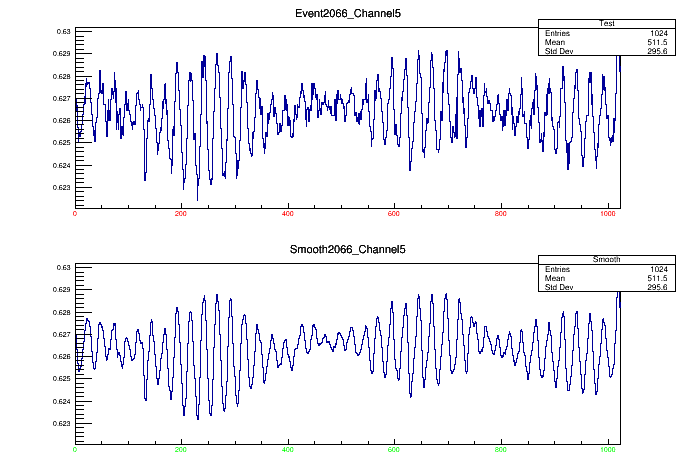 Event2066_Channel5
Test
Entries 1024
Mean 511.5
Std Dev 295.6
0.63
0.629
0.628
0.627
0.626
0.625
0.624
0.623
0 200 400 600 800 1000
Smooth2066_Channel5
Smooth
Entries 1024
Mean 511.5
Std Dev 295.6
0.63
0.629
0.628
0.627
0.626
0.625
0.624
0.623
0 200 400 600 800 1000